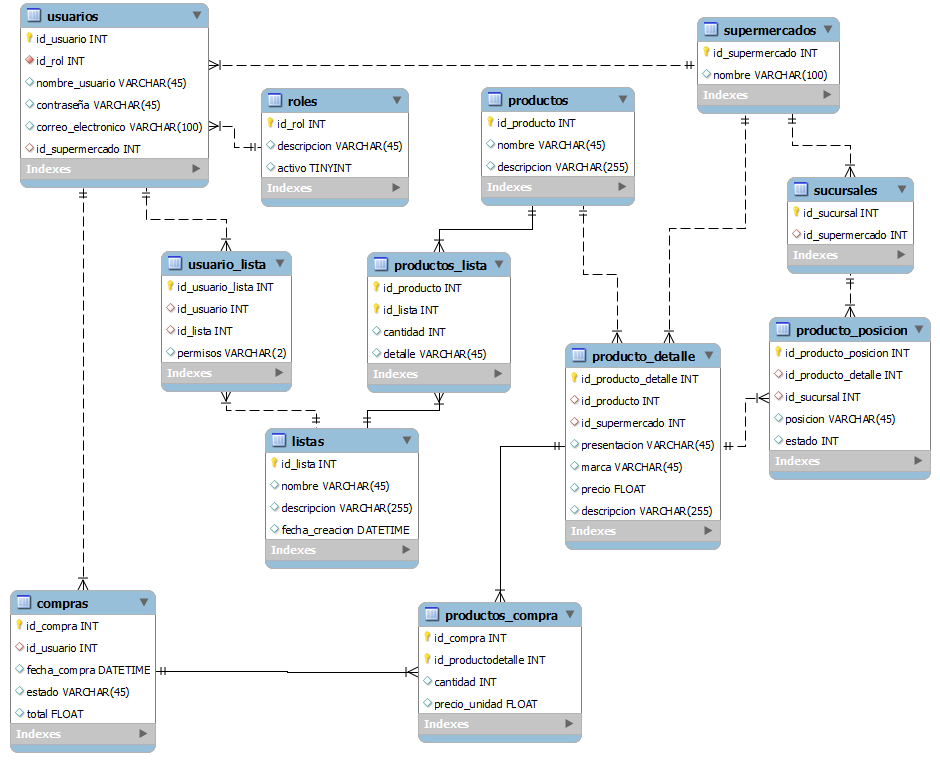 usuarios
id_usuario INT
id_rol INT
nombre_usuario VARCHAR(45)
contraseña VARCHAR(45)
correo_electronico VARCHAR(100)
id_supermercado INT
Indexes
roles
id_rol INT
descripcion VARCHAR(45)
activo TINYINT
Indexes
productos
id_producto INT
nombre VARCHAR(45)
descripcion VARCHAR(255)
Indexes
supermercados
id_supermercado INT
nombre VARCHAR(100)
Indexes
sucursales
id_sucursal INT
id_supermercado INT
Indexes
usuario_lista
id_usuario_lista INT
id_usuario INT
id_lista INT
permisos VARCHAR(2)
Indexes
productos_lista
id_producto INT
id_lista INT
cantidad INT
detalle VARCHAR(45)
Indexes
producto_detalle
id_producto_detalle INT
id_producto INT
id_supermercado INT
presentacion VARCHAR(45)
marca VARCHAR(45)
precio FLOAT
descripcion VARCHAR(255)
Indexes
producto_posicion
id_producto_posicion INT
id_producto_detalle INT
id_sucursal INT
posicion VARCHAR(45)
estado INT
Indexes
listas
id_lista INT
nombre VARCHAR(45)
descripcion VARCHAR(255)
fecha_creacion DATETIME
Indexes
compras
id_compra INT
id_usuario INT
fecha_compra DATETIME
estado VARCHAR(45)
total FLOAT
Indexes
productos_compra
id_compra INT
id_productodetalle INT
cantidad INT
precio_unidad FLOAT
Indexes